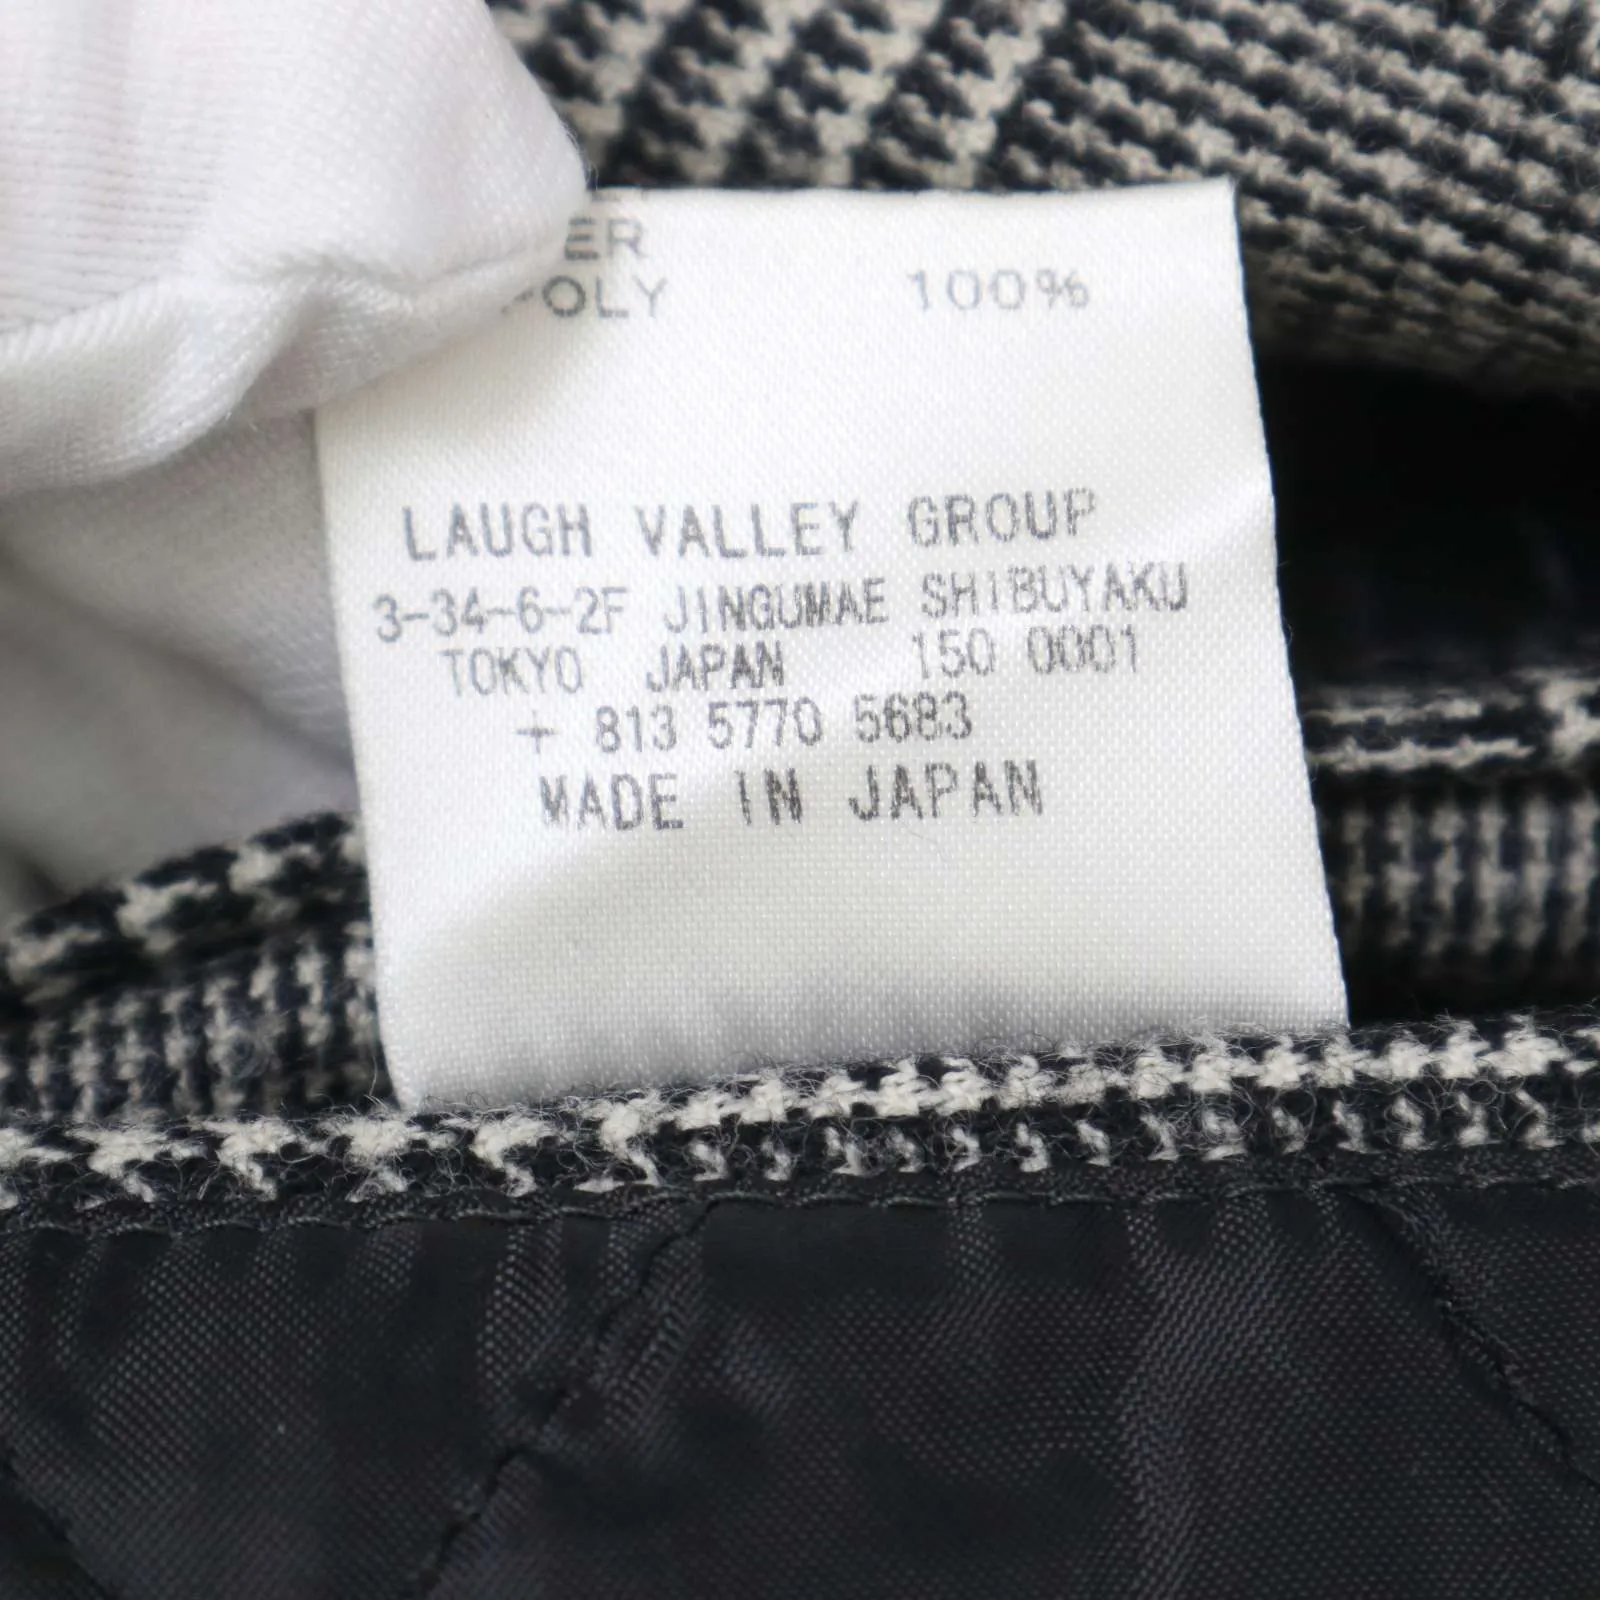 POLY 100%
LAUGH VALLEY GROUP
3-34-6-2F JINGUMAE SHIBUYAKU
TOKYO JAPAN 150 0001
+ 813 5770 5683
MADE IN JAPAN